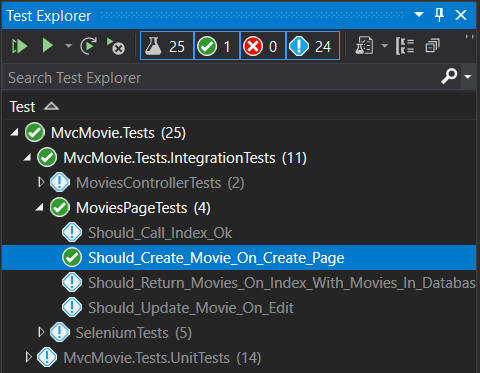 Test Explorer
25 1 0 24
Search Test Explorer
Test
MvcMovie.Tests (25)
MvcMovie.Tests.IntegrationTests (11)
MoviesControllerTests (2)
MoviesPageTests (4)
Should_Call_Index_Ok
Should_Create_Movie_On_Create_Page
Should_Return_Movies_On_Index_With_Movies_In_Databas
Should_Update_Movie_On_Edit
SeleniumTests (5)
MvcMovie.Tests.UnitTests (14)